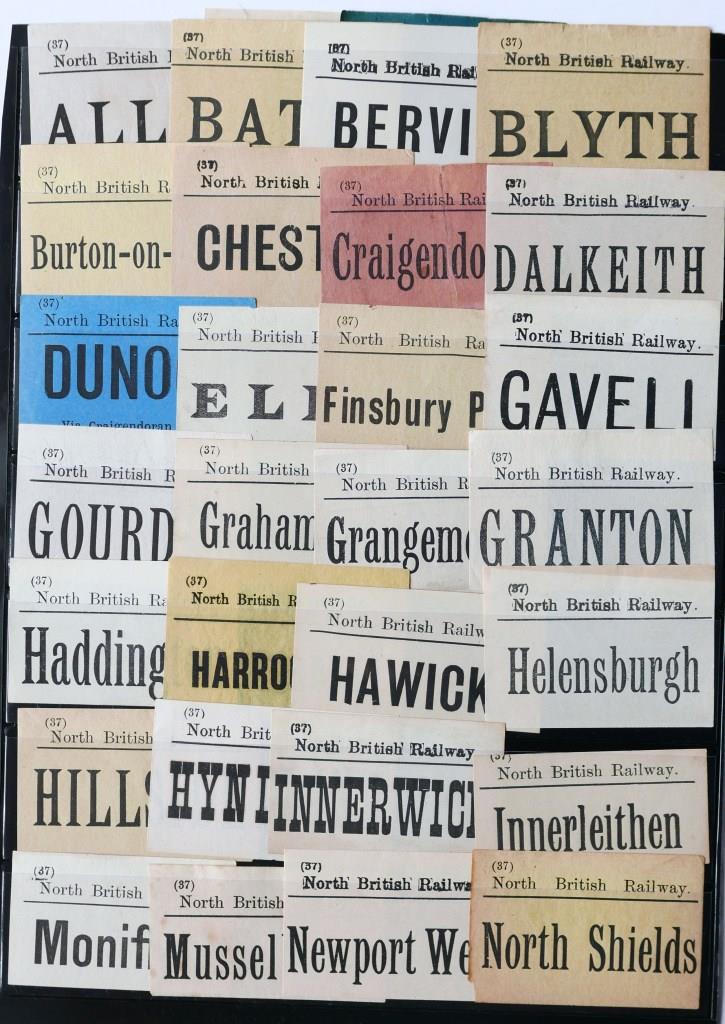 (37)
North British
ALL
(37)
North British
BAT
(37)
North British Rai
BERVI
(37)
North British Railway.
BLYTH
(37)
North British R
Burton-on-
(37)
North British
CHEST
(37)
North British Rai
Craigendo
(37)
North British Railway.
DALKEITH
(37)
North British Ra
DUNO
Via Craigendoran
(37)
North British
ELI
(37)
North British Ra
Finsbury P
(37)
North British Railway.
GAVELL
(37)
North British R
GOURD
(37)
North British
Graham
(37)
North British R
Grangemo
(37)
North British Railway.
GRANTON
(37)
North British Ra
Hadding
(37)
North British R
HARRO
(37)
North British Railw
HAWICK
(37)
North British Railway.
Helensburgh
(37)
North British
HILLS
(37)
North Brit
HYNI
(37)
North British Railway
INNERWIC
(37)
North British Railway.
Innerleithen
(37)
North British
Monif
(37)
North British
Mussel
(37)
North British Railwa
Newport We
(37)
North British Railway.
North Shields